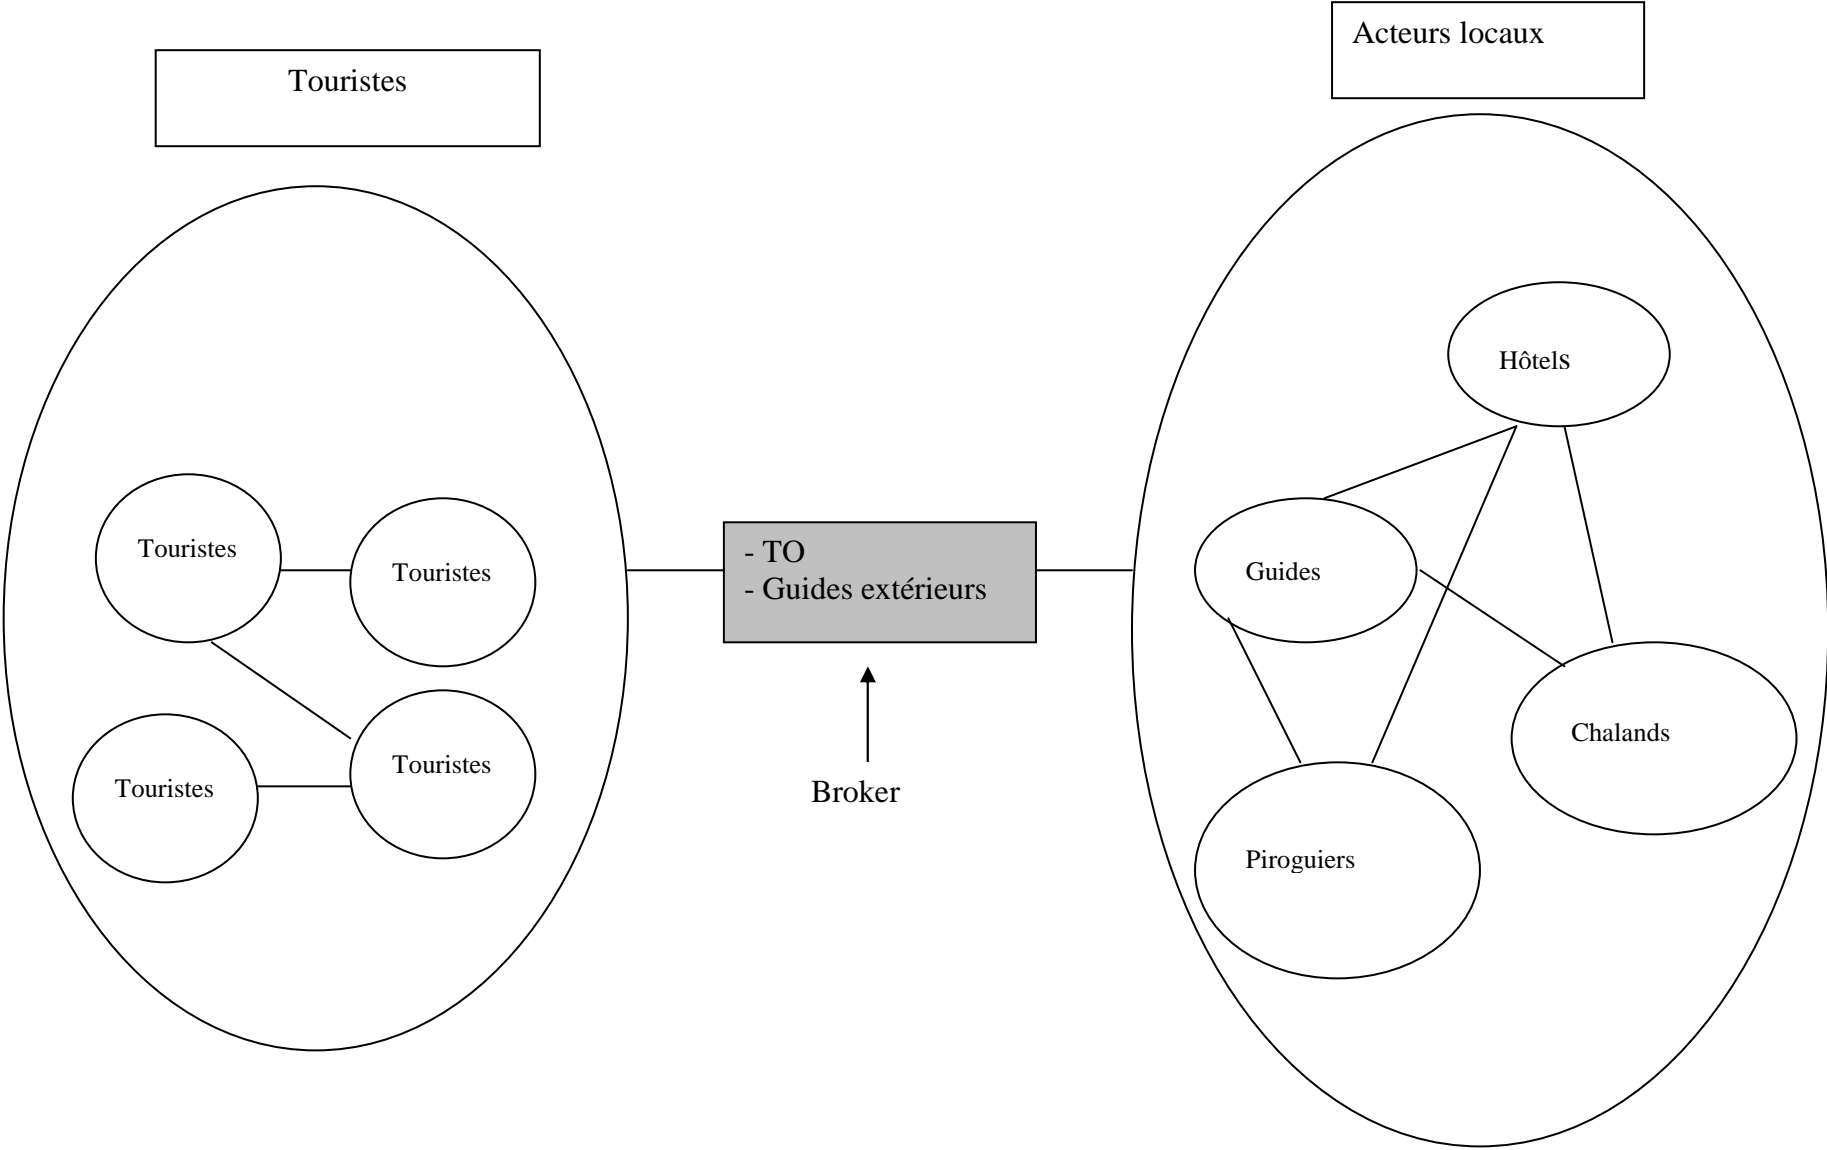 Acteurs locaux
Touristes
Hôtels
Touristes
Touristes
- TO
- Guides extérieurs
Guides
Chalands
Touristes
Touristes
Broker
Piroguiers